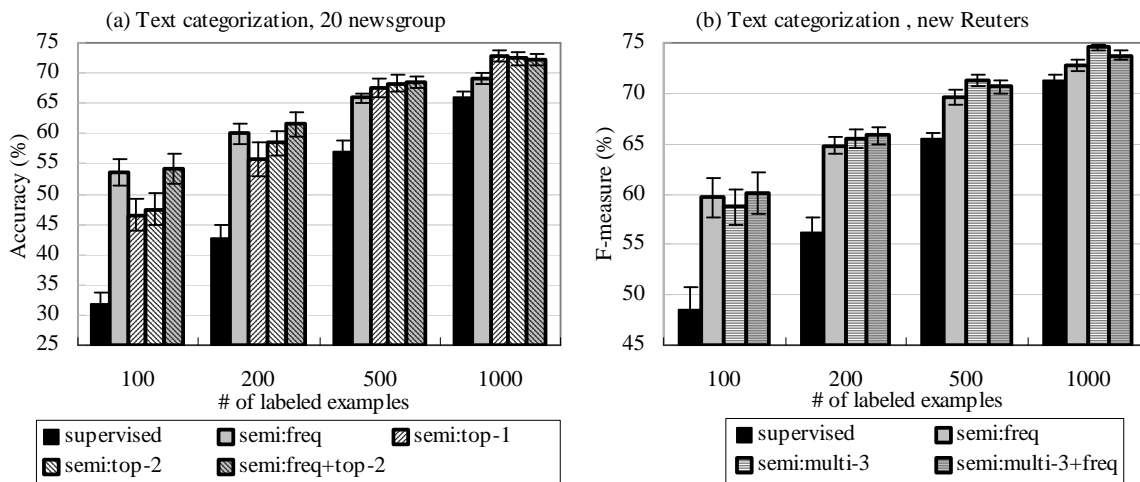 (a) Text categorization, 20 newsgroup
75
70
65
60
55
50
45
40
35
30
25
Accuracy (%)
100 200 500 1000
# of labeled examples
supervised semi:freq semi:top-1
semi:top-2 semi:freq+top-2
(b) Text categorization , new Reuters
75
70
65
60
55
50
45
F-measure (%)
100 200 500 1000
# of labeled examples
supervised semi:freq
semi:multi-3 semi:multi-3+freq